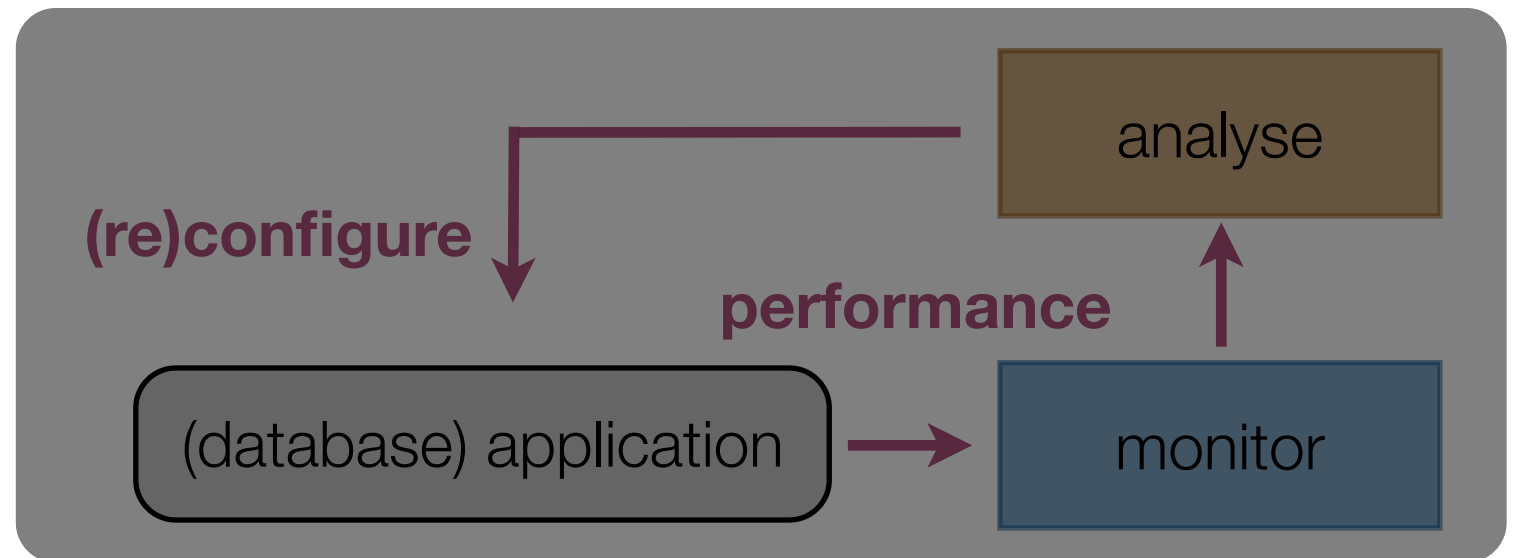 analyse
(re)configure
performance
(database) application
monitor